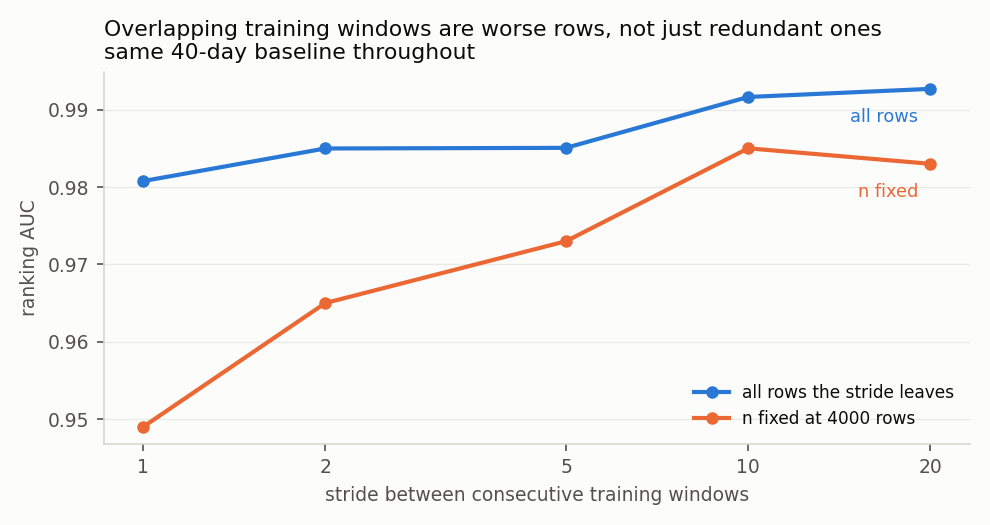 Overlapping training windows are worse rows, not just redundant ones
same 40-day baseline throughout
ranking AUC
0.99
0.98
0.97
0.96
0.95
all rows
n fixed
all rows the stride leaves
n fixed at 4000 rows
1 2 5 10 20
stride between consecutive training windows